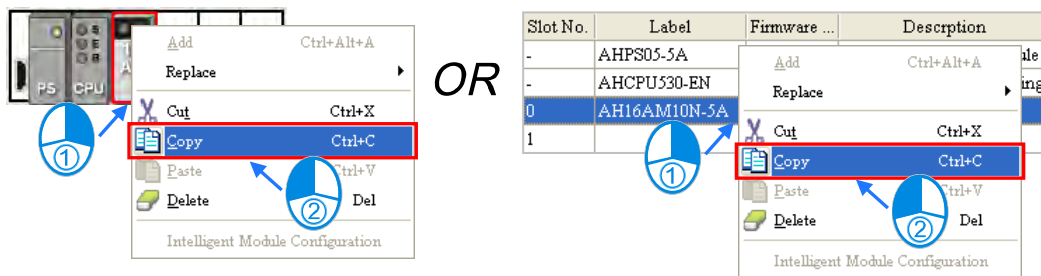 PS CPU
Add Ctrl+Alt+A
Replace
Cut Ctrl+X
Copy Ctrl+C
Paste Ctrl+V
Delete Del
Intelligent Module Configuration
1
2
OR
Slot No. Label Firmware ... Descrption
- AHPS05-5A ule
- AHCPU530-EN ing
0 AH16AM10N-5A
1
Add Ctrl+Alt+A
Replace
Cut Ctrl+X
Copy Ctrl+C
Paste Ctrl+V
Delete Del
Intelligent Module Configuration
1
2